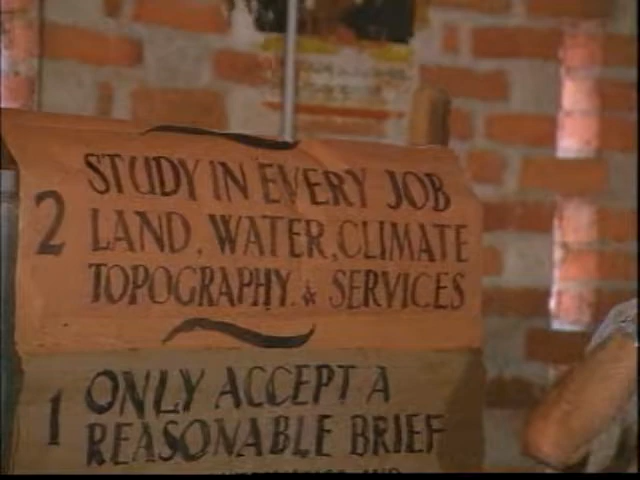 2 STUDY IN EVERY JOB
LAND, WATER, CLIMATE
TOPOGRAPHY & SERVICES
1 ONLY ACCEPT A
REASONABLE BRIEF